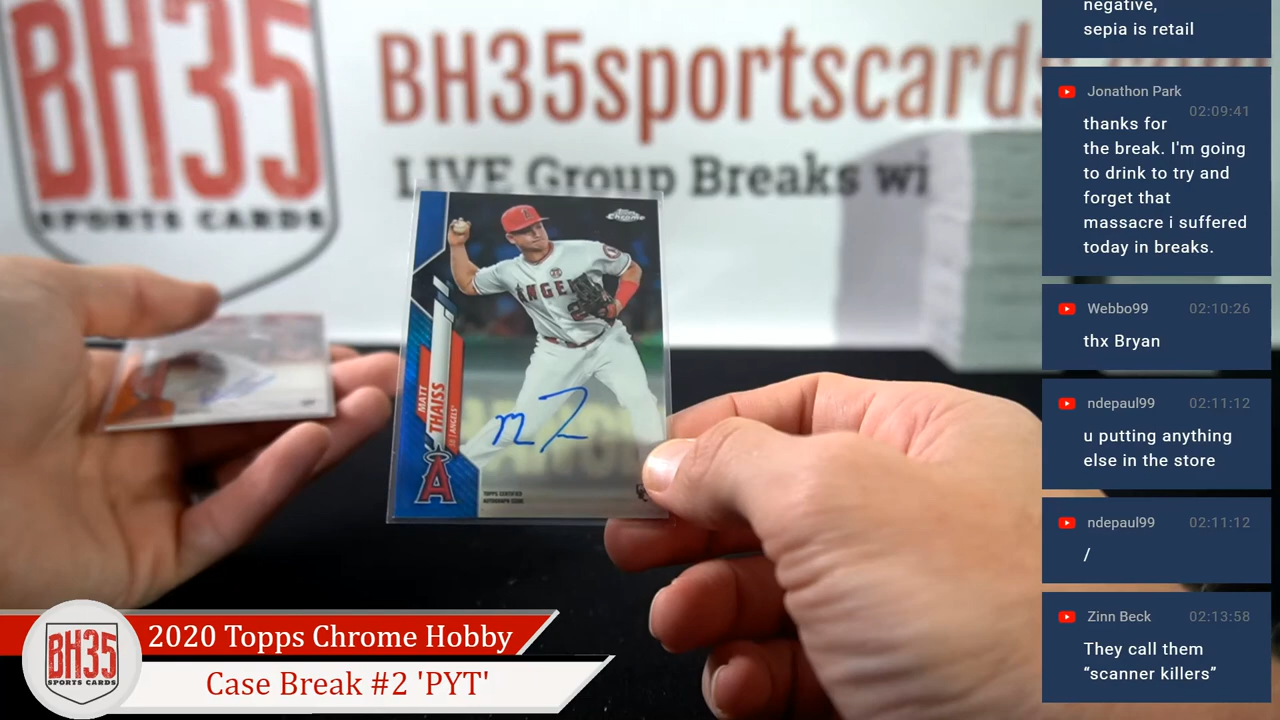 BH35
SPORTS CARDS
BH35sportscards
LIVE Group Breaks wi
Topps
Chrome
ANGE
MATT
THAISS
1B | ANGELS
A
TOPPS CERTIFIED
AUTOGRAPH ISSUE
BH35
SPORTS CARDS
2020 Topps Chrome Hobby
Case Break #2 'PYT'
negative,
sepia is retail
Jonathon Park
02:09:41
thanks for
the break. I'm going
to drink to try and
forget that
massacre i suffered
today in breaks.
Webbo99 02:10:26
thx Bryan
ndepaul99 02:11:12
u putting anything
else in the store
ndepaul99 02:11:12
/
Zinn Beck 02:13:58
They call them
“scanner killers”